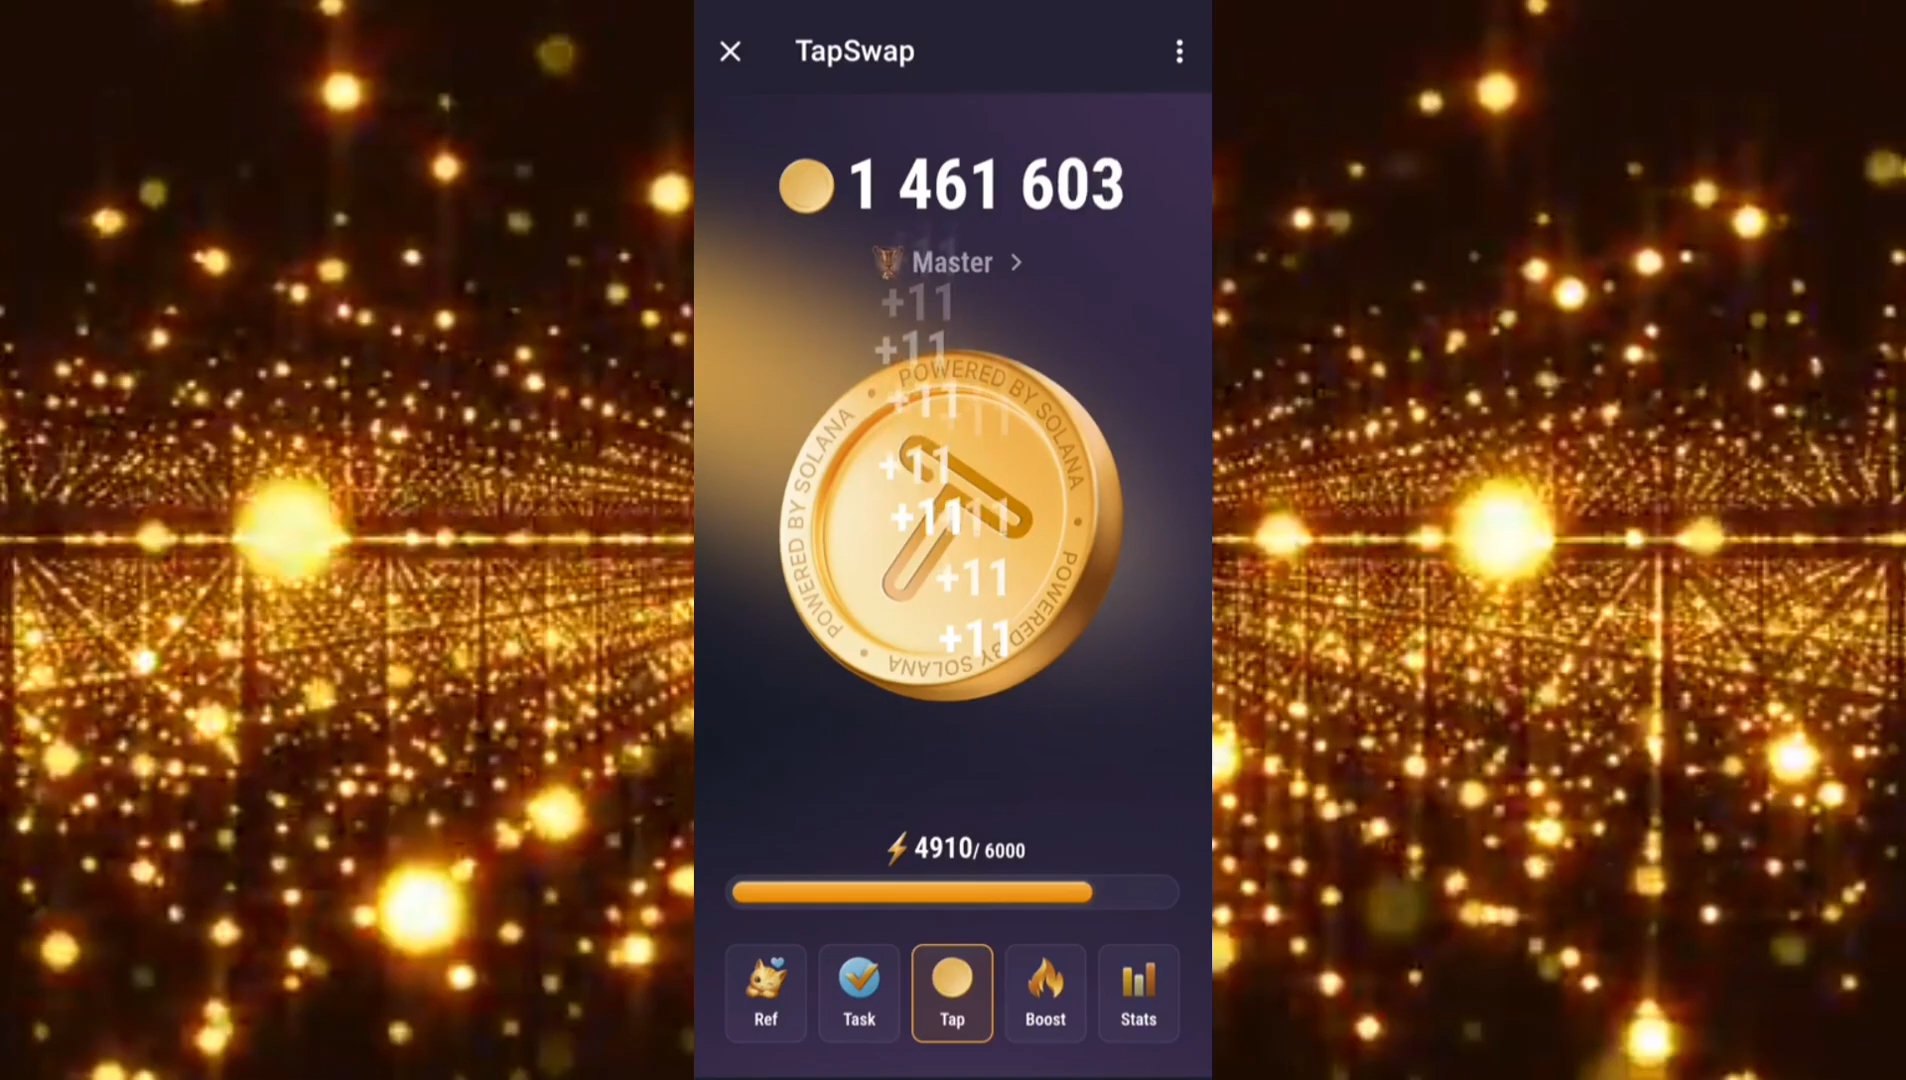 TapSwap
1 461 603
Master
+11
+11
+11
+11
+11
+11
+11
POWERED BY SOLANA • POWERED BY SOLANA • POWERED BY SOLANA
4910/ 6000
Ref
Task
Tap
Boost
Stats